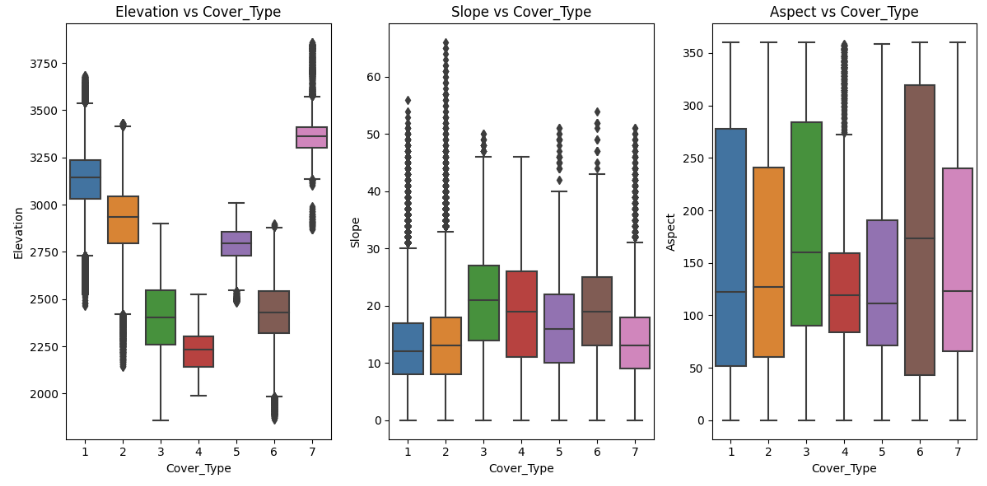 Elevation vs Cover_Type
3750
3500
3250
3000
2750
2500
2250
2000
Elevation
1 2 3 4 5 6 7
Cover_Type
Slope vs Cover_Type
60
50
40
30
20
10
0
Slope
1 2 3 4 5 6 7
Cover_Type
Aspect vs Cover_Type
350
300
250
200
150
100
50
0
Aspect
1 2 3 4 5 6 7
Cover_Type